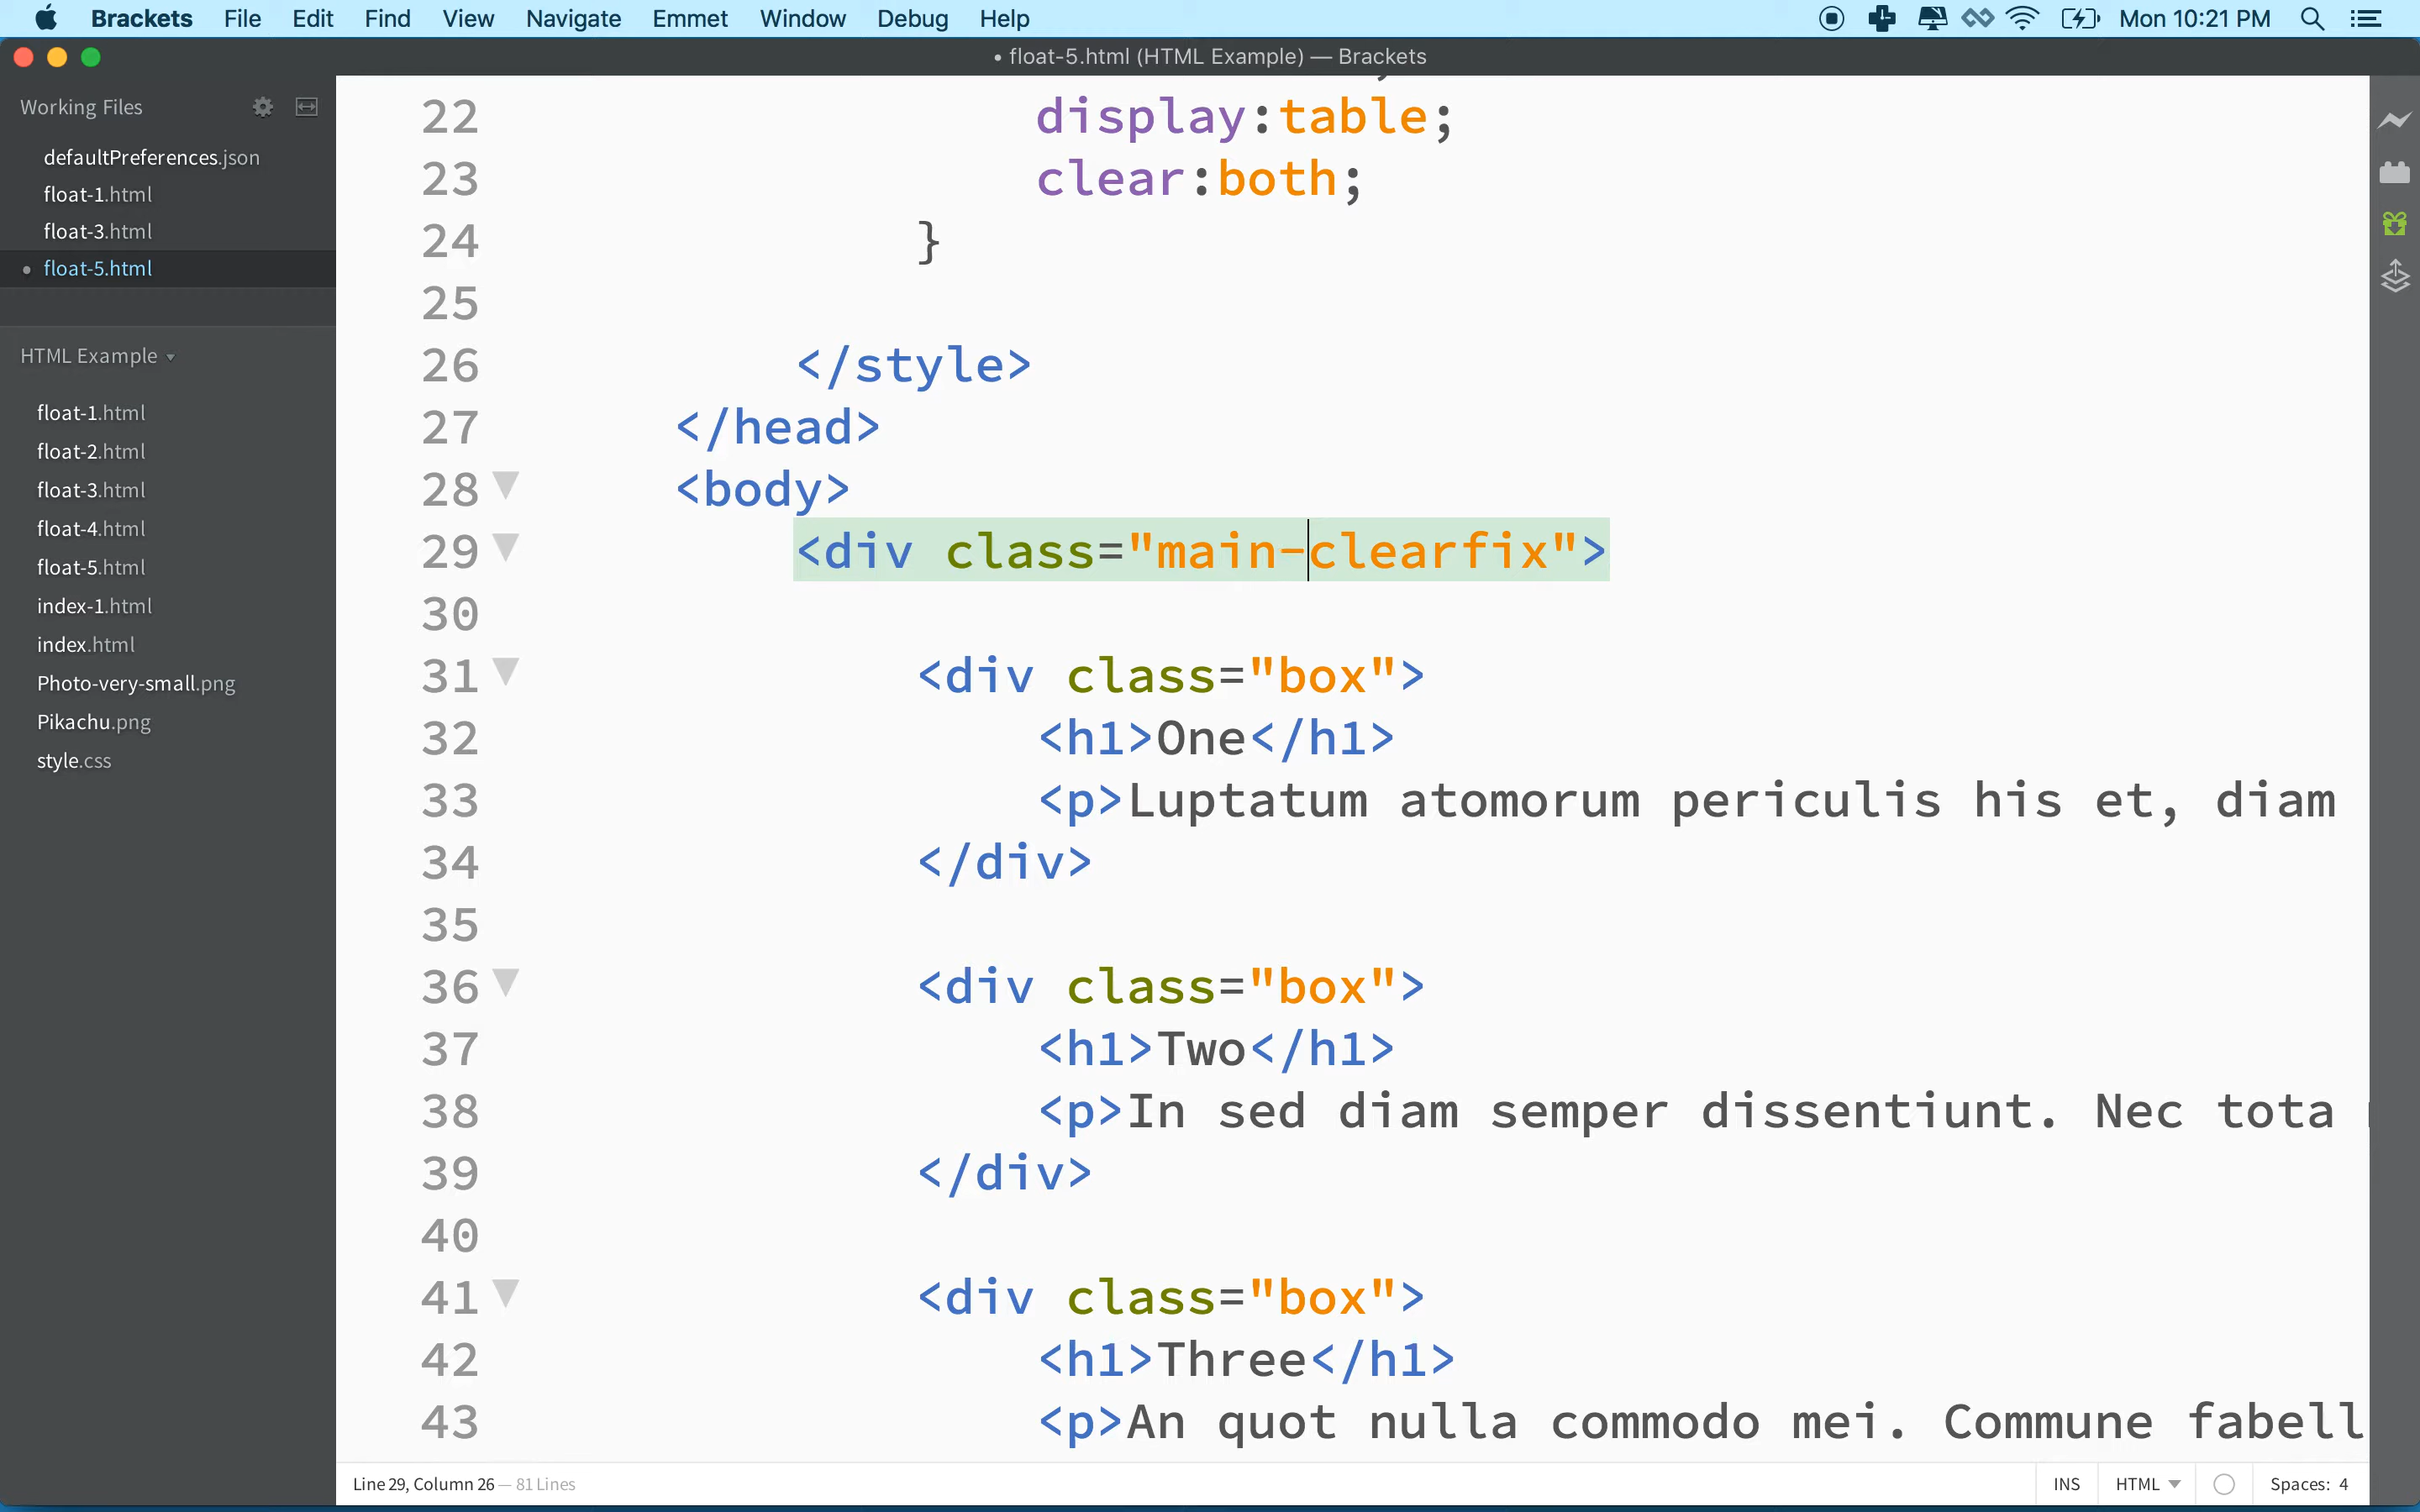 Brackets File Edit Find View Navigate Emmet Window Debug Help Mon 10:21 PM
• float-5.html (HTML Example) — Brackets
Working Files
defaultPreferences.json
float-1.html
float-3.html
• float-5.html
HTML Example
float-1.html
float-2.html
float-3.html
float-4.html
float-5.html
index-1.html
index.html
Photo-very-small.png
Pikachu.png
style.css
22 display:table;
23 clear:both;
24 }
25
26 </style>
27 </head>
28 <body>
29 <div class="main-clearfix">
30
31 <div class="box">
32 <h1>One</h1>
33 <p>Luptatum atomorum periculis his et, diam
34 </div>
35
36 <div class="box">
37 <h1>Two</h1>
38 <p>In sed diam semper dissentiunt. Nec tota
39 </div>
40
41 <div class="box">
42 <h1>Three</h1>
43 <p>An quot nulla commodo mei. Commune fabell
Line 29, Column 26 — 81 Lines INS HTML Spaces: 4